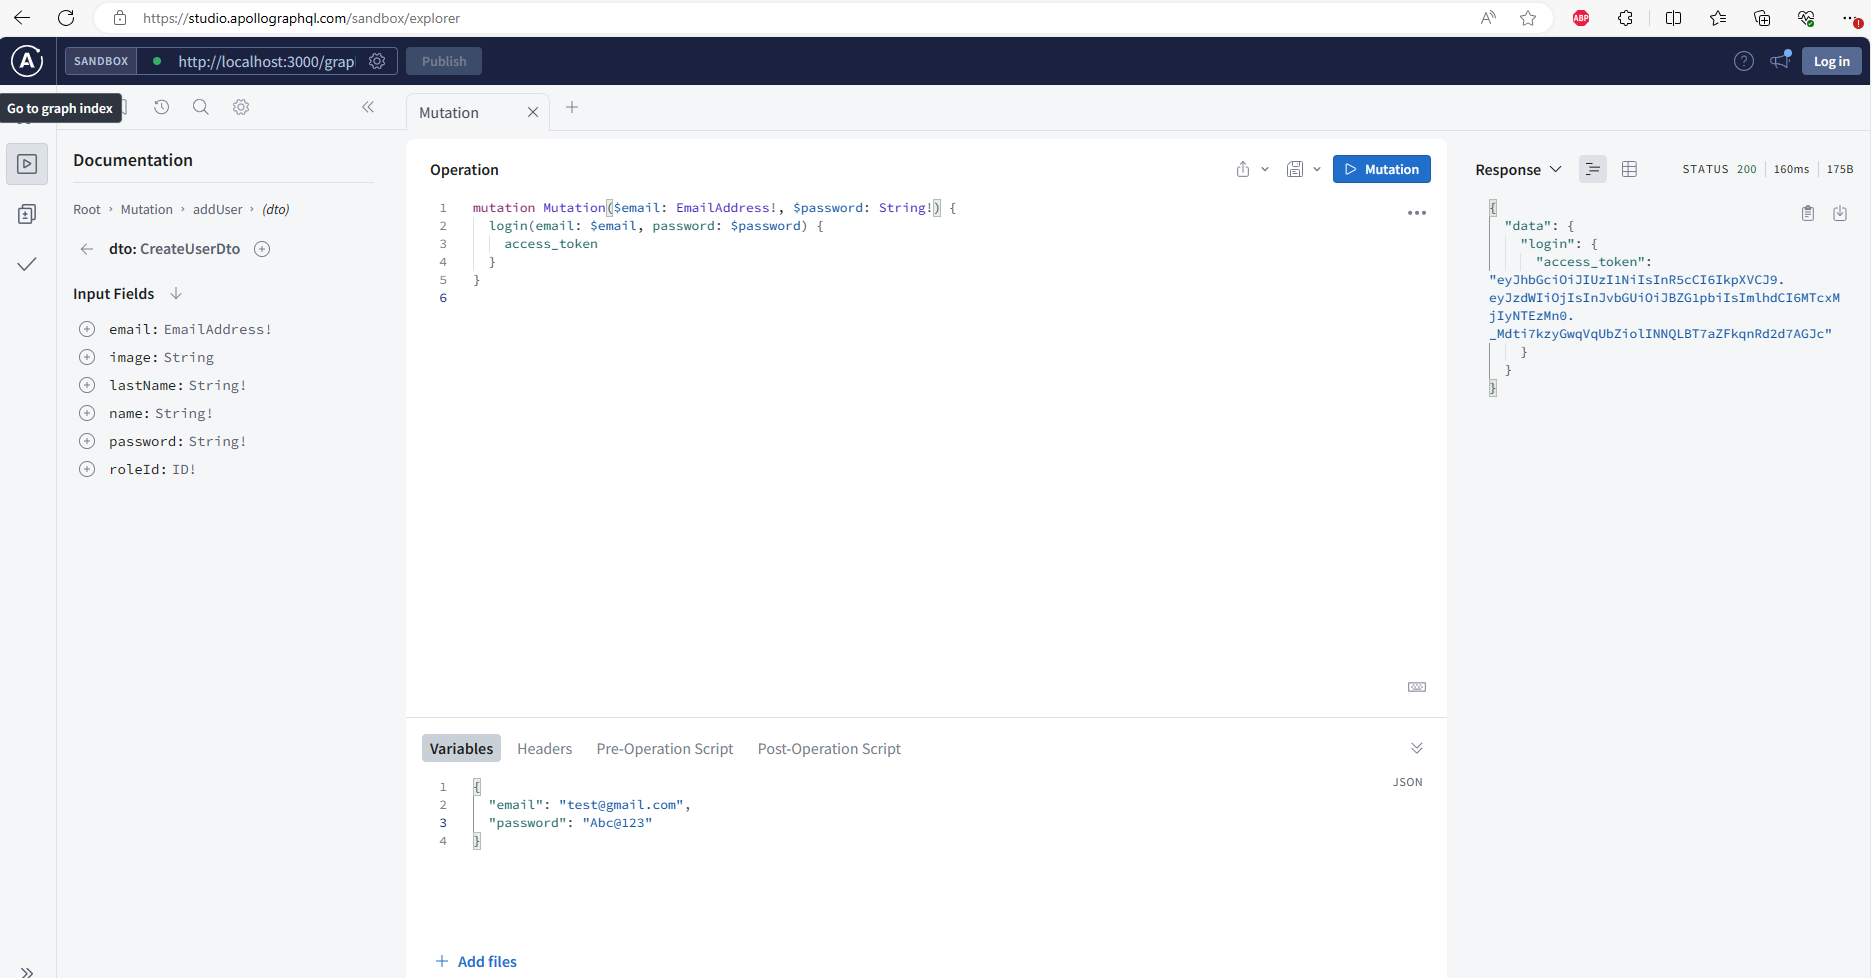 https://studio.apollographql.com/sandbox/explorer
A
ABP
A
SANDBOX
http://localhost:3000/grap
Publish
?
Log in
Go to graph index
Mutation
Documentation
Root › Mutation › addUser › (dto)
dto: CreateUserDto
Input Fields
email: EmailAddress!
image: String
lastName: String!
name: String!
password: String!
roleId: ID!
Operation
Mutation
1 mutation Mutation($email: EmailAddress!, $password: String!) {
2 login(email: $email, password: $password) {
3 access_token
4 }
5 }
6
Variables Headers Pre-Operation Script Post-Operation Script
JSON
1 {
2 "email": "test@gmail.com",
3 "password": "Abc@123"
4 }
Add files
Response
STATUS 200 160ms 175B
{
"data": {
"login": {
"access_token":
"eyJhbGciOiJIUzI1NiIsInR5cCI6IkpXVCJ9.
eyJzdWIiOjIsInJvbGUiOiJBZG1pbiIsImlhdCI6MTcxM
jIyNTEzMn0.
_Mdti7kzyGwqVqUbZiolINNQLBT7aZFkqnRd2d7AGJc"
}
}
}